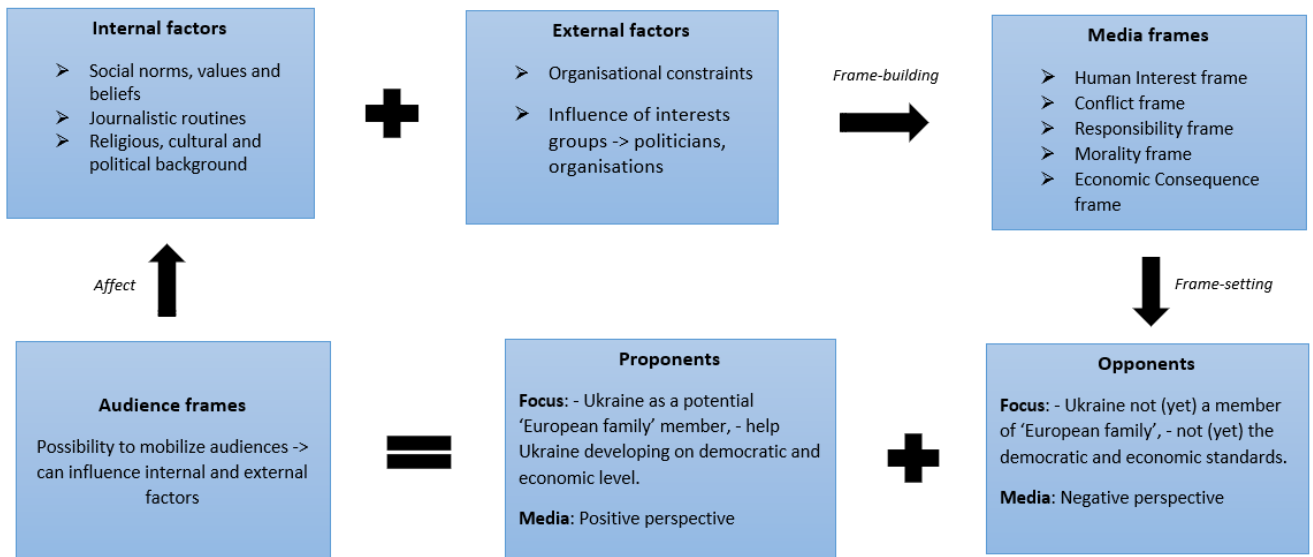 Internal factors
➢ Social norms, values and
beliefs
➢ Journalistic routines
➢ Religious, cultural and
political background
External factors
➢ Organisational constraints
➢ Influence of interests
groups -> politicians,
organisations
Frame-building
Media frames
➢ Human Interest frame
➢ Conflict frame
➢ Responsibility frame
➢ Morality frame
➢ Economic Consequence
frame
Affect
Frame-setting
Audience frames
Possibility to mobilize audiences ->
can influence internal and external
factors
Proponents
Focus: - Ukraine as a potential
‘European family’ member, - help
Ukraine developing on democratic and
economic level.
Media: Positive perspective
Opponents
Focus: - Ukraine not (yet) a member
of ‘European family’, - not (yet) the
democratic and economic standards.
Media: Negative perspective